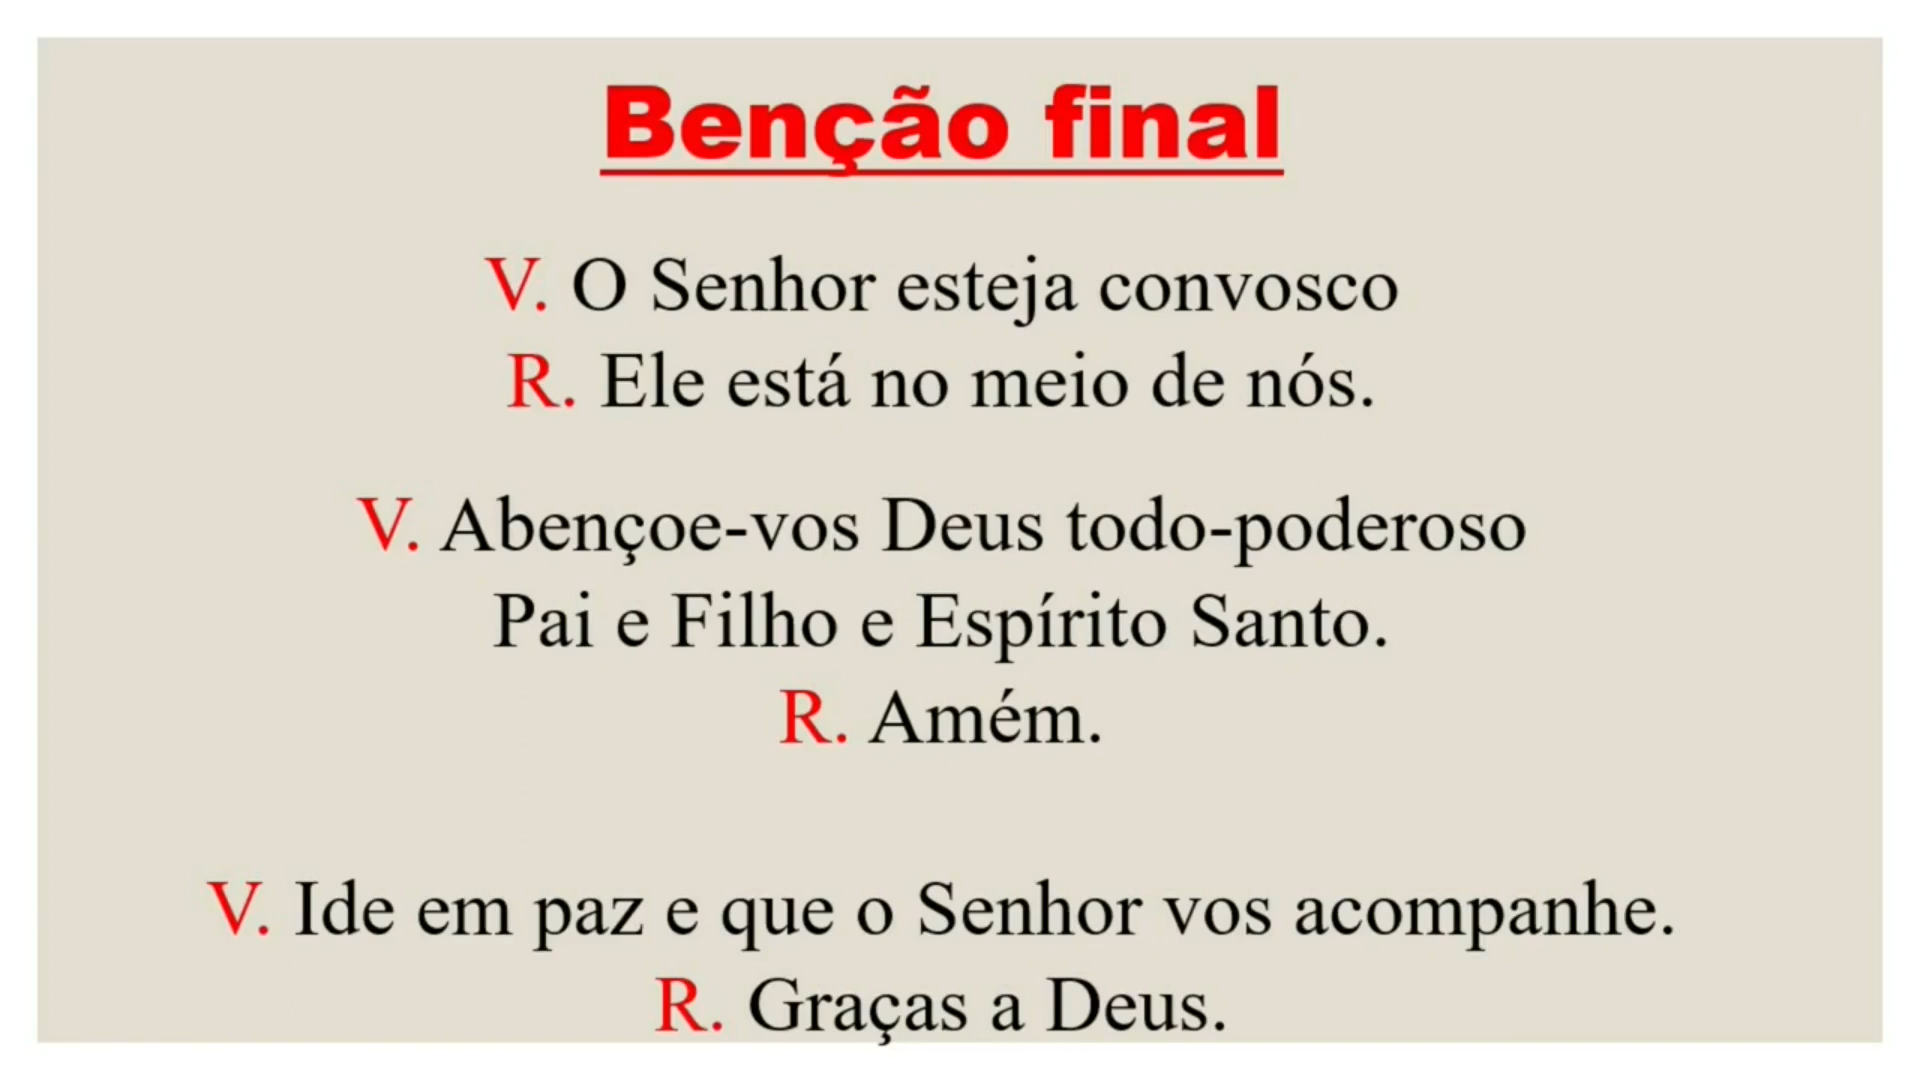 Benção final
V. O Senhor esteja convosco
R. Ele está no meio de nós.
V. Abençoe-vos Deus todo-poderoso
Pai e Filho e Espírito Santo.
R. Amém.
V. Ide em paz e que o Senhor vos acompanhe.
R. Graças a Deus.